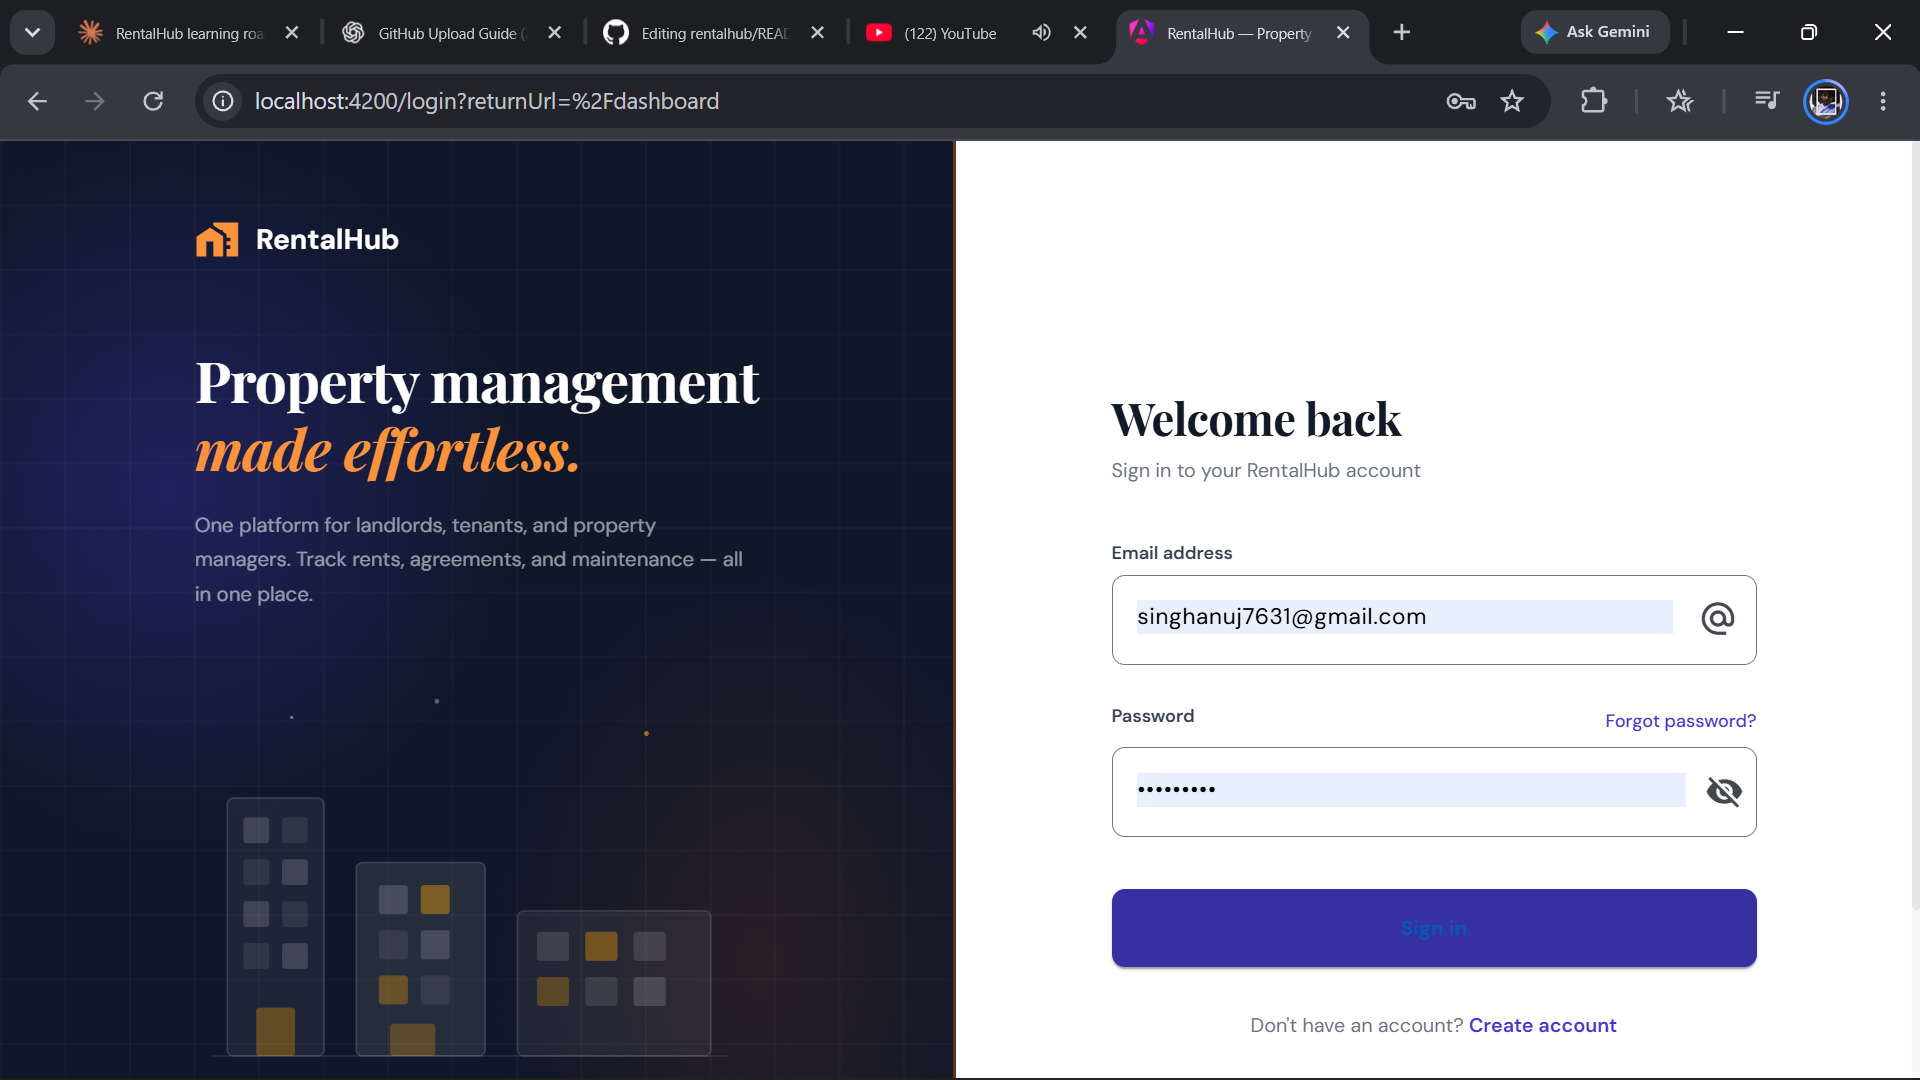 RentalHub learning roa
GitHub Upload Guide (
Editing rentalhub/REA
(122) YouTube
RentalHub — Property
Ask Gemini
localhost:4200/login?returnUrl=%2Fdashboard
RentalHub
Property management
made effortless.
One platform for landlords, tenants, and property
managers. Track rents, agreements, and maintenance — all
in one place.
Welcome back
Sign in to your RentalHub account
Email address
singhanuj7631@gmail.com
Password
Forgot password?
•••••••••
Sign in
Don't have an account? Create account